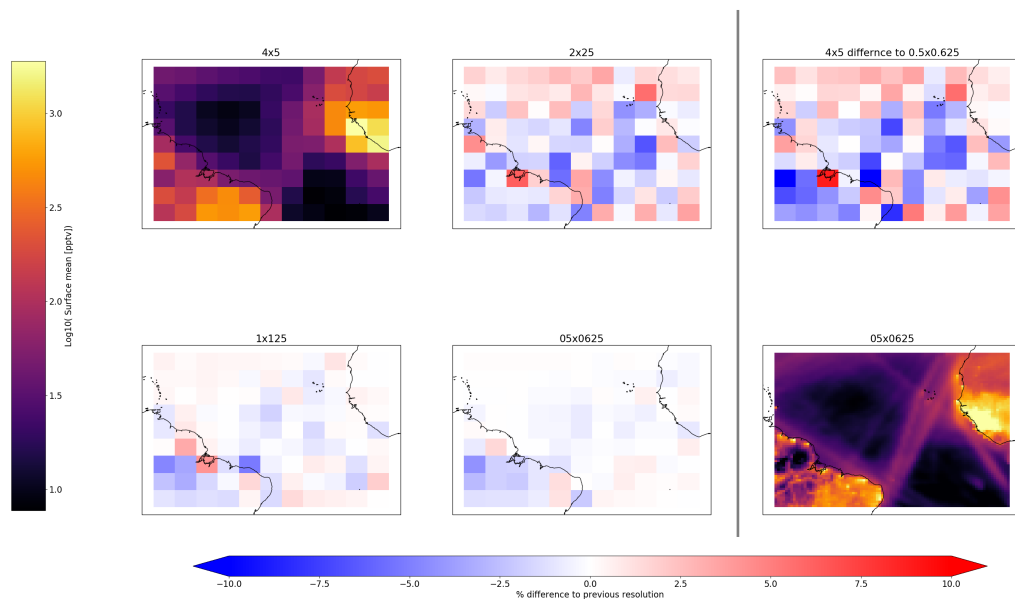 4x5
2x25
4x5 differnce to 0.5x0.625
3.0
2.5
2.0
1.5
1.0
Log10( Surface mean [pptv])
1x125
05x0625
05x0625
−10.0 −7.5 −5.0 −2.5 0.0 2.5 5.0 7.5 10.0
% difference to previous resolution